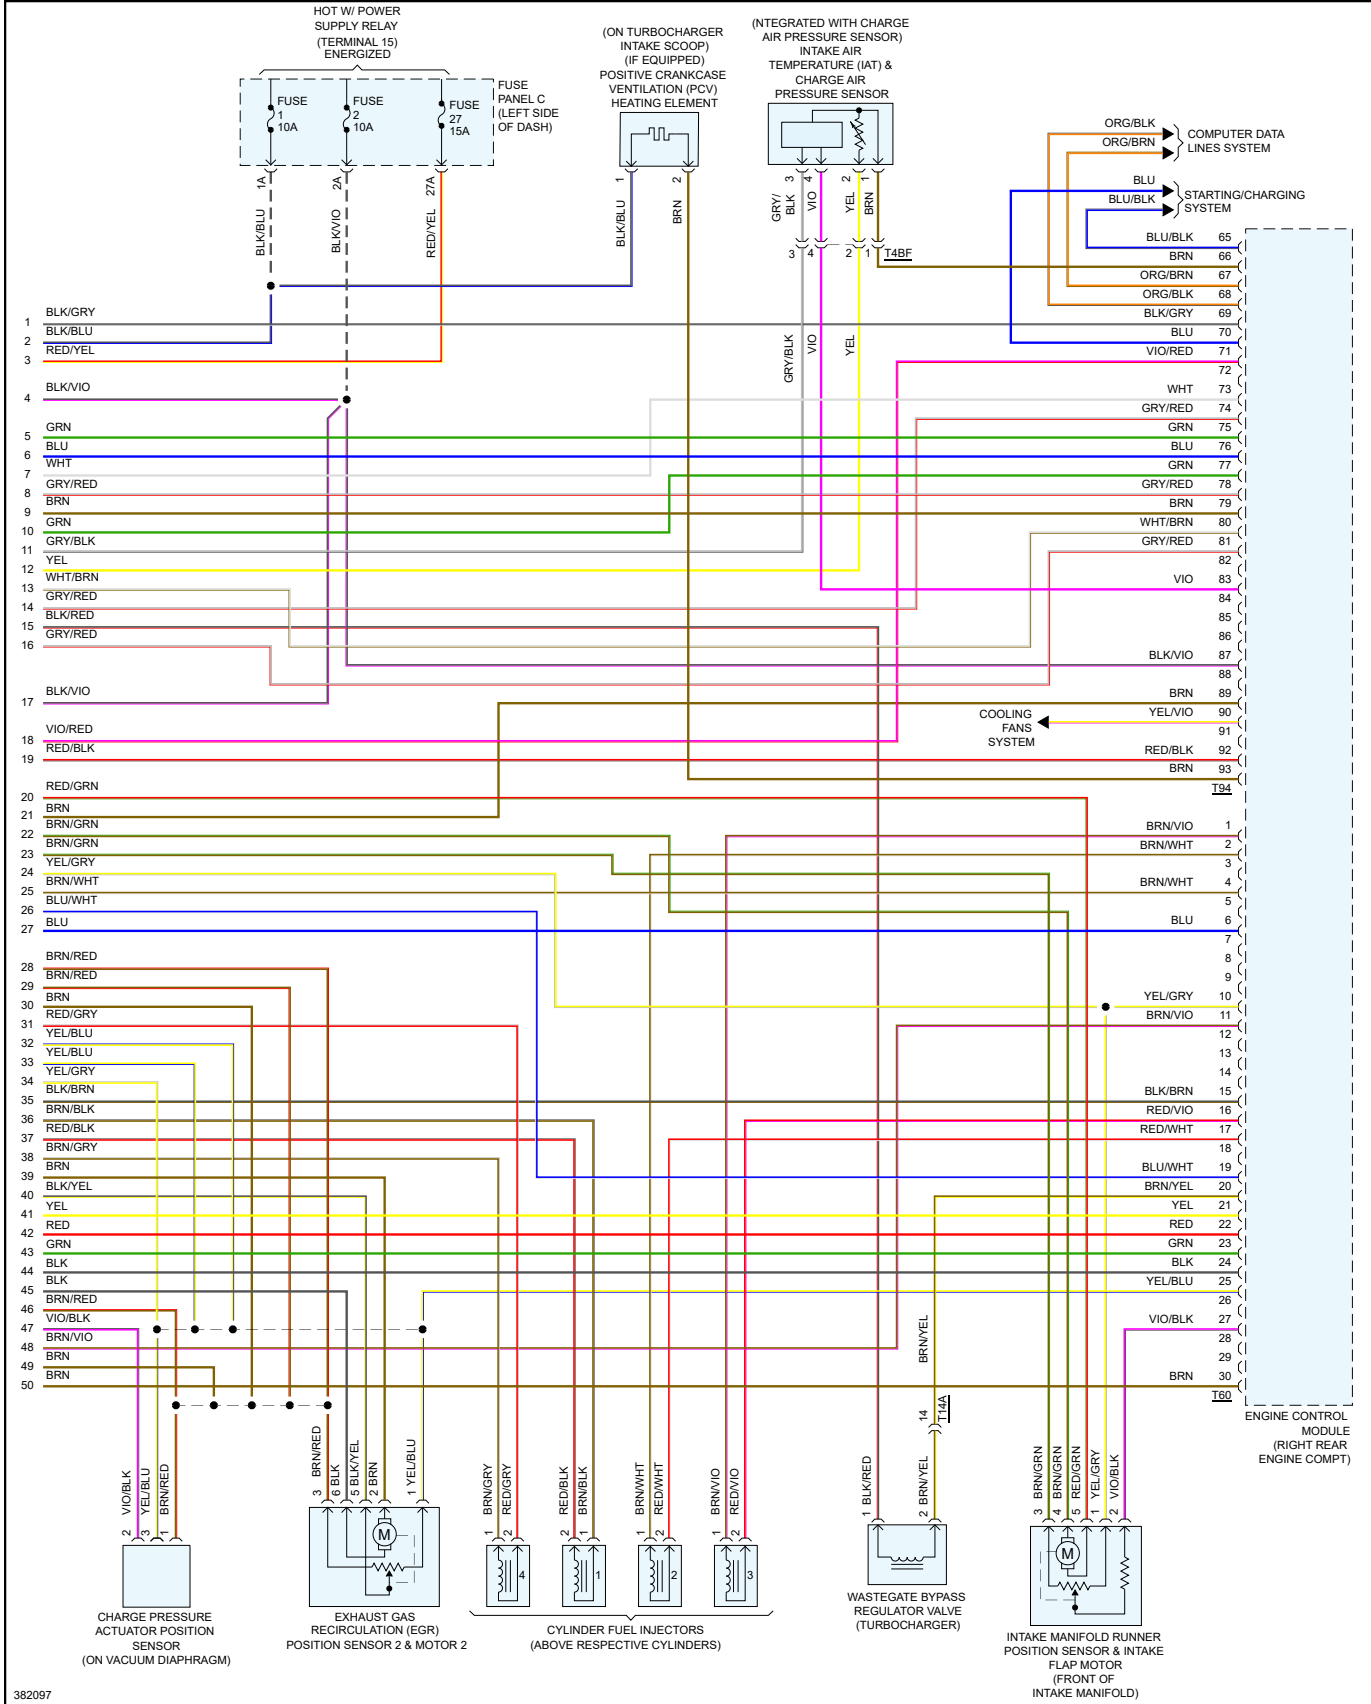 HOT W/ POWER
SUPPLY RELAY
(TERMINAL 15)
ENERGIZED
FUSE
1
10A
FUSE
2
10A
FUSE
27
15A
FUSE
PANEL C
(LEFT SIDE
OF DASH)
1A
2A
27A
BLK/BLU
BLK/VIO
RED/YEL
(ON TURBOCHARGER
INTAKE SCOOP)
(IF EQUIPPED)
POSITIVE CRANKCASE
VENTILATION (PCV)
HEATING ELEMENT
1
2
BLK/BLU
BRN
(NTEGRATED WITH CHARGE
AIR PRESSURE SENSOR)
INTAKE AIR
TEMPERATURE (IAT) &
CHARGE AIR
PRESSURE SENSOR
3
4
2
1
GRY/
BLK
VIO
YEL
BRN
3
4
2
1
T4BF
GRY/BLK
VIO
YEL
ORG/BLK
ORG/BRN
COMPUTER DATA
LINES SYSTEM
BLU
BLU/BLK
STARTING/CHARGING
SYSTEM
1 BLK/GRY
2 BLK/BLU
3 RED/YEL
4 BLK/VIO
5 GRN
6 BLU
7 WHT
8 GRY/RED
9 BRN
10 GRN
11 GRY/BLK
12 YEL
13 WHT/BRN
14 GRY/RED
15 BLK/RED
16 GRY/RED
17 BLK/VIO
18 VIO/RED
19 RED/BLK
20 RED/GRN
21 BRN
22 BRN/GRN
23 BRN/GRN
24 YEL/GRY
25 BRN/WHT
26 BLU/WHT
27 BLU
28 BRN/RED
29 BRN/RED
30 BRN
31 RED/GRY
32 YEL/BLU
33 YEL/BLU
34 YEL/GRY
35 BLK/BRN
36 BRN/BLK
37 RED/BLK
38 BRN/GRY
39 BRN
40 BLK/YEL
41 YEL
42 RED
43 GRN
44 BLK
45 BLK
46 BRN/RED
47 VIO/BLK
48 BRN/VIO
49 BRN
50 BRN
BLU/BLK 65
BRN 66
ORG/BRN 67
ORG/BLK 68
BLK/GRY 69
BLU 70
VIO/RED 71
72
WHT 73
GRY/RED 74
GRN 75
BLU 76
GRN 77
GRY/RED 78
BRN 79
WHT/BRN 80
GRY/RED 81
82
VIO 83
84
85
86
BLK/VIO 87
88
BRN 89
YEL/VIO 90
91
RED/BLK 92
BRN 93
T94
COOLING
FANS
SYSTEM
BRN/VIO 1
BRN/WHT 2
3
BRN/WHT 4
5
BLU 6
7
8
9
YEL/GRY 10
BRN/VIO 11
12
13
14
BLK/BRN 15
RED/VIO 16
RED/WHT 17
18
BLU/WHT 19
BRN/YEL 20
YEL 21
RED 22
GRN 23
BLK 24
YEL/BLU 25
26
VIO/BLK 27
28
29
BRN 30
T60
ENGINE CONTROL
MODULE
(RIGHT REAR
ENGINE COMPT)
2 VIO/BLK
3 YEL/BLU
1 BRN/RED
CHARGE PRESSURE
ACTUATOR POSITION
SENSOR
(ON VACUUM DIAPHRAGM)
3 BRN/RED
6 BLK
5 BLK/YEL
2 BRN
1 YEL/BLU
M
EXHAUST GAS
RECIRCULATION (EGR)
POSITION SENSOR 2 & MOTOR 2
1 BRN/GRY
2 RED/GRY
4
2 RED/BLK
1 BRN/BLK
1
1 BRN/WHT
2 RED/WHT
2
1 BRN/VIO
2 RED/VIO
3
CYLINDER FUEL INJECTORS
(ABOVE RESPECTIVE CYLINDERS)
BRN/YEL
14
T14A
1 BLK/RED
2 BRN/YEL
WASTEGATE BYPASS
REGULATOR VALVE
(TURBOCHARGER)
3 BRN/GRN
4 BRN/GRN
5 RED/GRN
1 YEL/GRY
2 VIO/BLK
M
INTAKE MANIFOLD RUNNER
POSITION SENSOR & INTAKE
FLAP MOTOR
(FRONT OF
INTAKE MANIFOLD)
382097